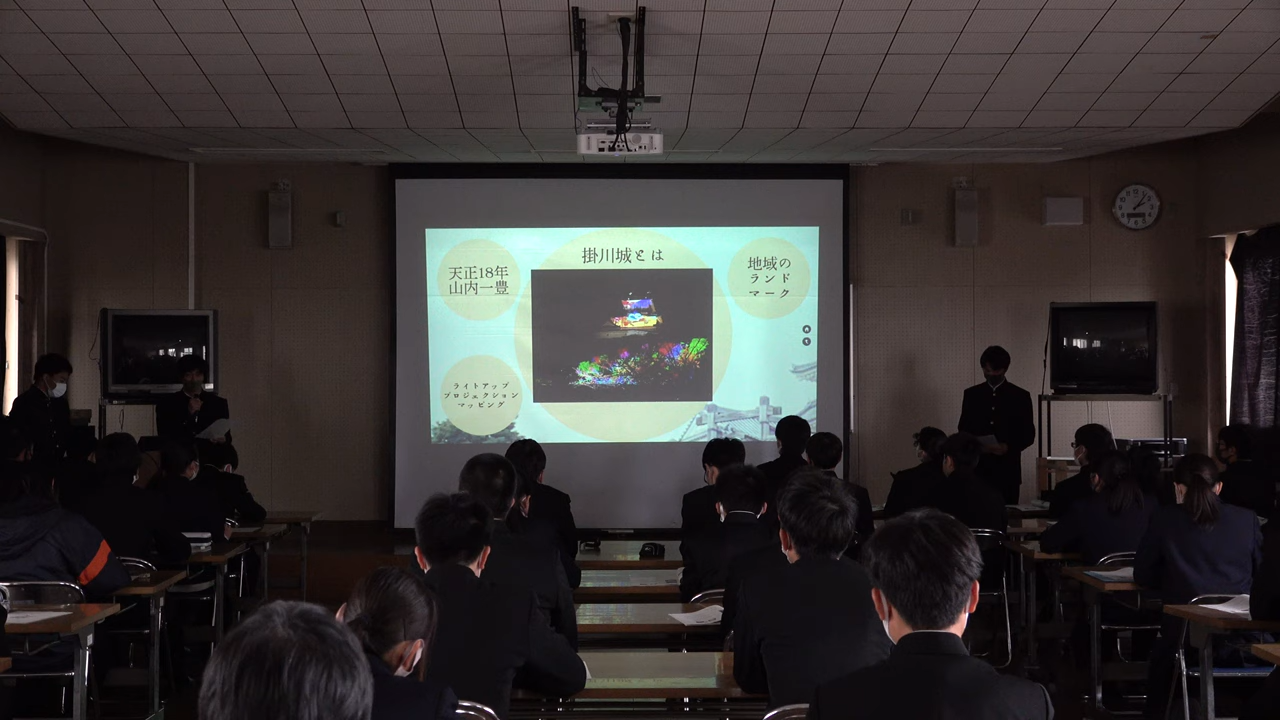 掛川城とは
天正18年
山内一豊
地域の
ランド
マーク
ライトアップ
プロジェクション
マッピング